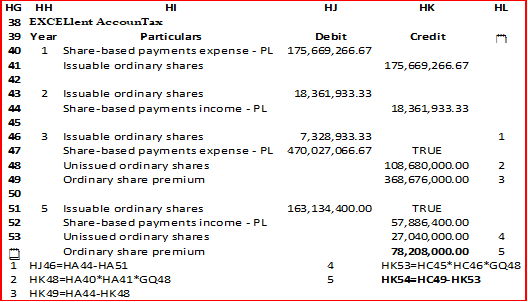 HG HH HI HJ HK HL
38 EXCELlent AccounTax
39 Year Particulars Debit Credit
40 1 Share-based payments expense - PL 175,669,266.67
41 Issuable ordinary shares 175,669,266.67
42
43 2 Issuable ordinary shares 18,361,933.33
44 Share-based payments income - PL 18,361,933.33
45
46 3 Issuable ordinary shares 7,328,933.33 1
47 Share-based payments expense - PL 470,027,066.67 TRUE
48 Unissued ordinary shares 108,680,000.00 2
49 Ordinary share premium 368,676,000.00 3
50
51 5 Issuable ordinary shares 163,134,400.00 TRUE
52 Share-based payments income - PL 57,886,400.00
53 Unissued ordinary shares 27,040,000.00 4
Ordinary share premium 78,208,000.00 5
1 HJ46=HA44-HA51 4 HK53=HC45*HC46*GQ48
2 HK48=HA40*HA41*GQ48 5 HK54=HC49-HK53
3 HK49=HA44-HK48